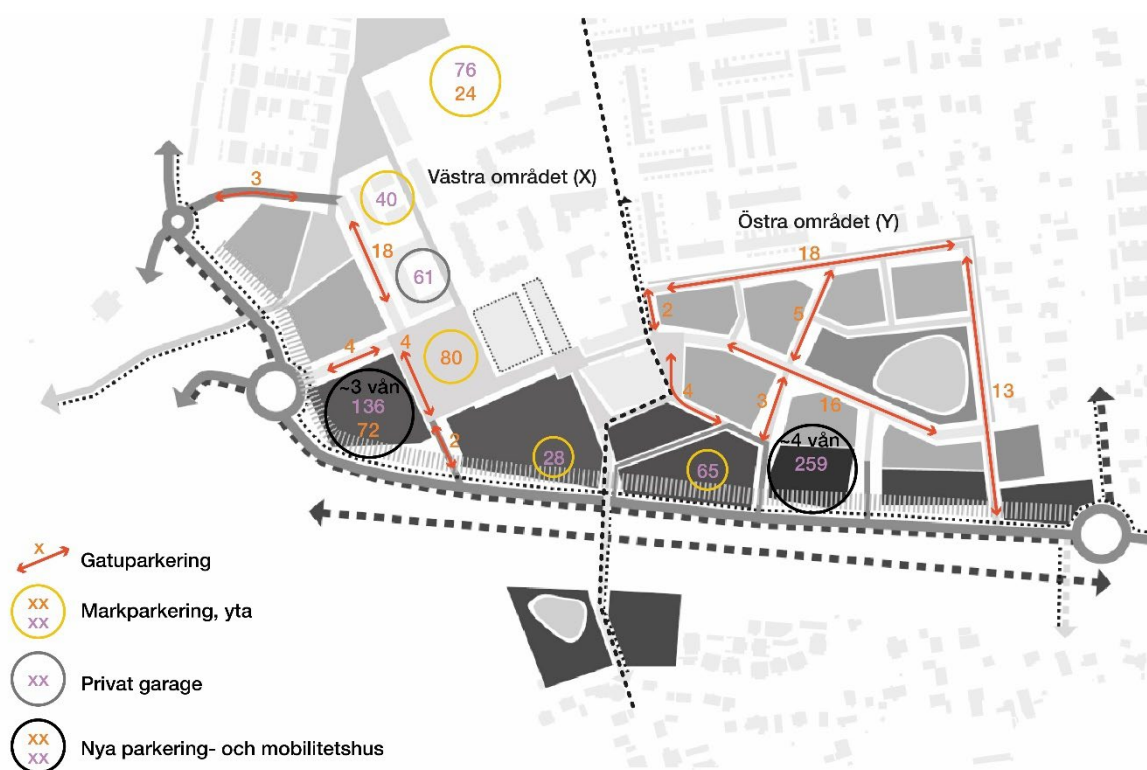 76
24
Västra området (X)
3
40
Östra området (Y)
18
18
61
2
5
4
4
80
~3 vån
136
72
4
13
3
16
2
28
65
~4 vån
259
x
Gatuparkering
xx
xx
Markparkering, yta
xx
Privat garage
xx
xx
Nya parkering- och mobilitetshus